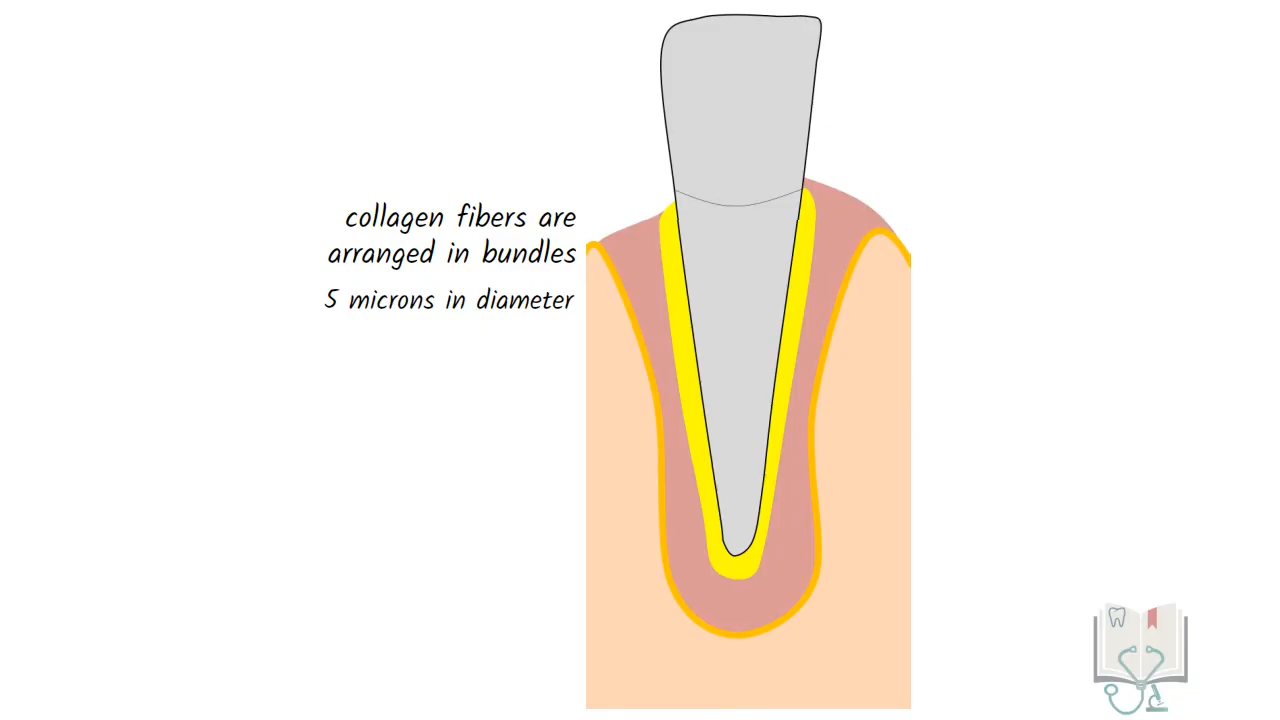 collagen fibers are
arranged in bundles
5 microns in diameter